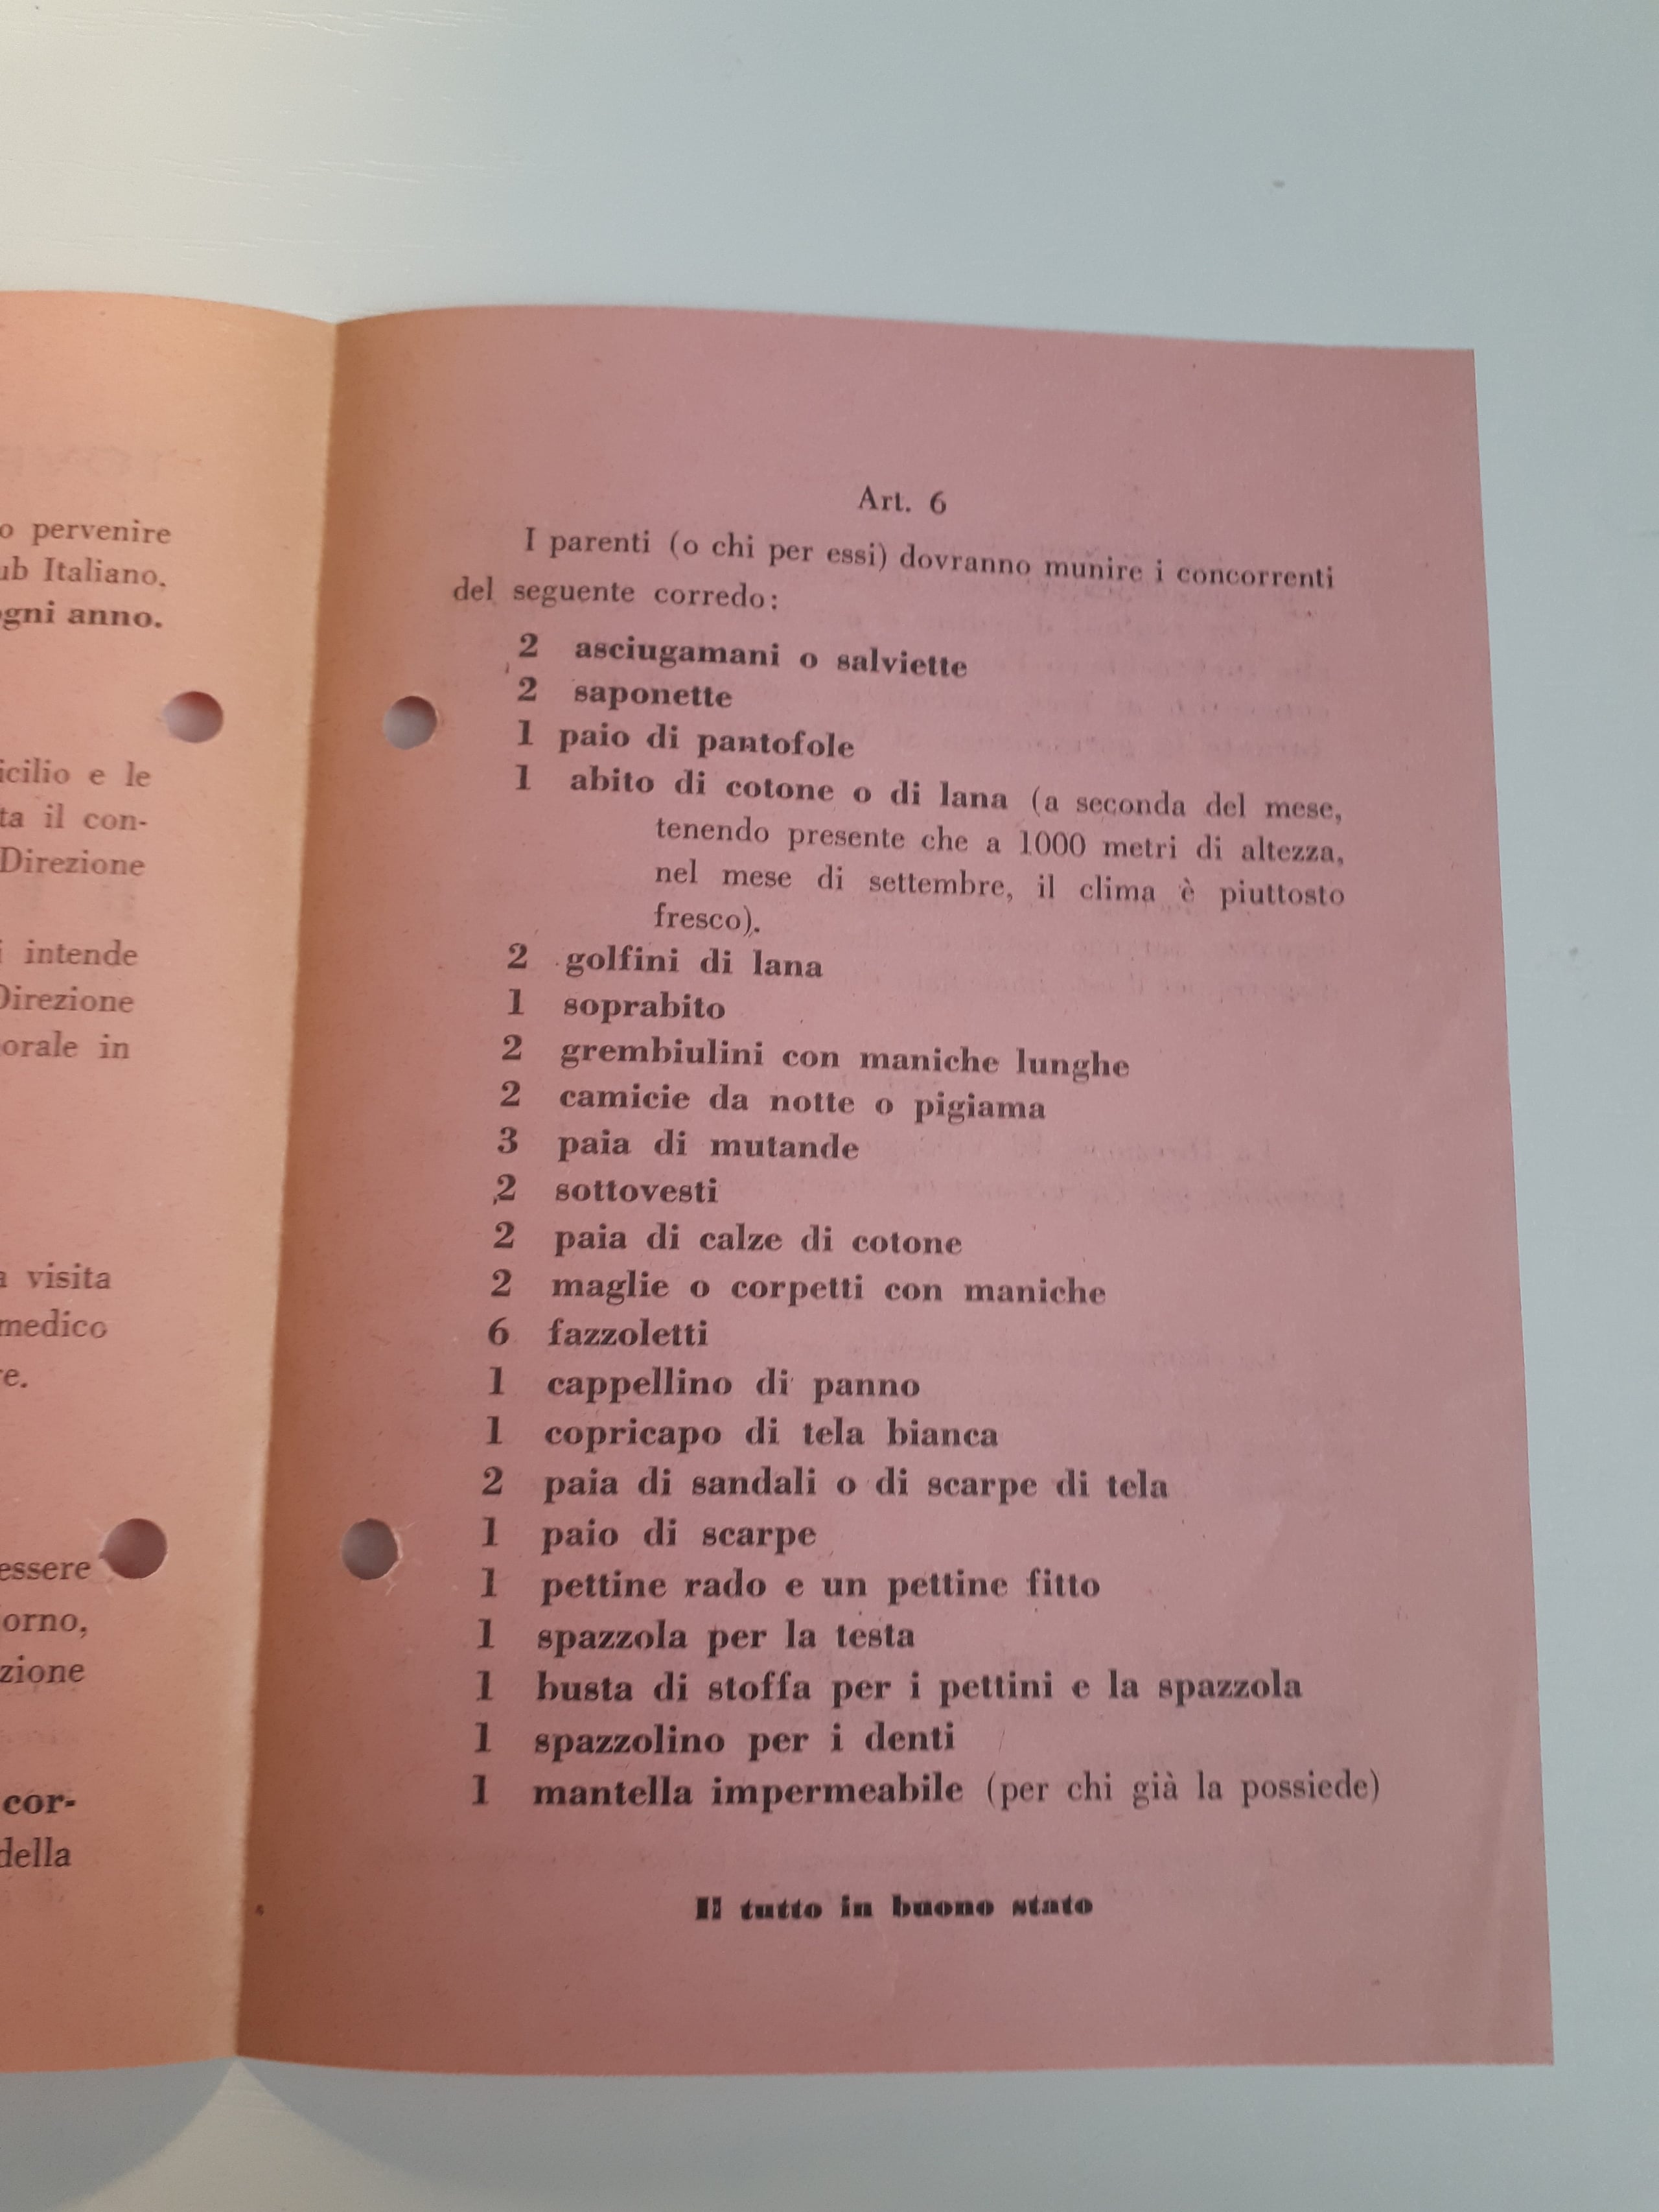 o pervenire
ub Italiano.
ogni anno.
icilio e le
ta il con-
Direzione
i intende
Direzione
orale in
a visita
medico
re.
essere
orno,
zione
cor-
della
Art. 6
I parenti (o chi per essi) dovranno munire i concorrenti
del seguente corredo:
2 asciugamani o salviette
2 saponette
1 paio di pantofole
1 abito di cotone o di lana (a seconda del mese,
tenendo presente che a 1000 metri di altezza,
nel mese di settembre, il clima è piuttosto
fresco).
2 golfini di lana
1 soprabito
2 grembiulini con maniche lunghe
2 camicie da notte o pigiama
3 paia di mutande
2 sottovesti
2 paia di calze di cotone
2 maglie o corpetti con maniche
6 fazzoletti
1 cappellino di panno
1 copricapo di tela bianca
2 paia di sandali o di scarpe di tela
1 paio di scarpe
1 pettine rado e un pettine fitto
1 spazzola per la testa
1 busta di stoffa per i pettini e la spazzola
1 spazzolino per i denti
1 mantella impermeabile (per chi già la possiede)
Il tutto in buono stato